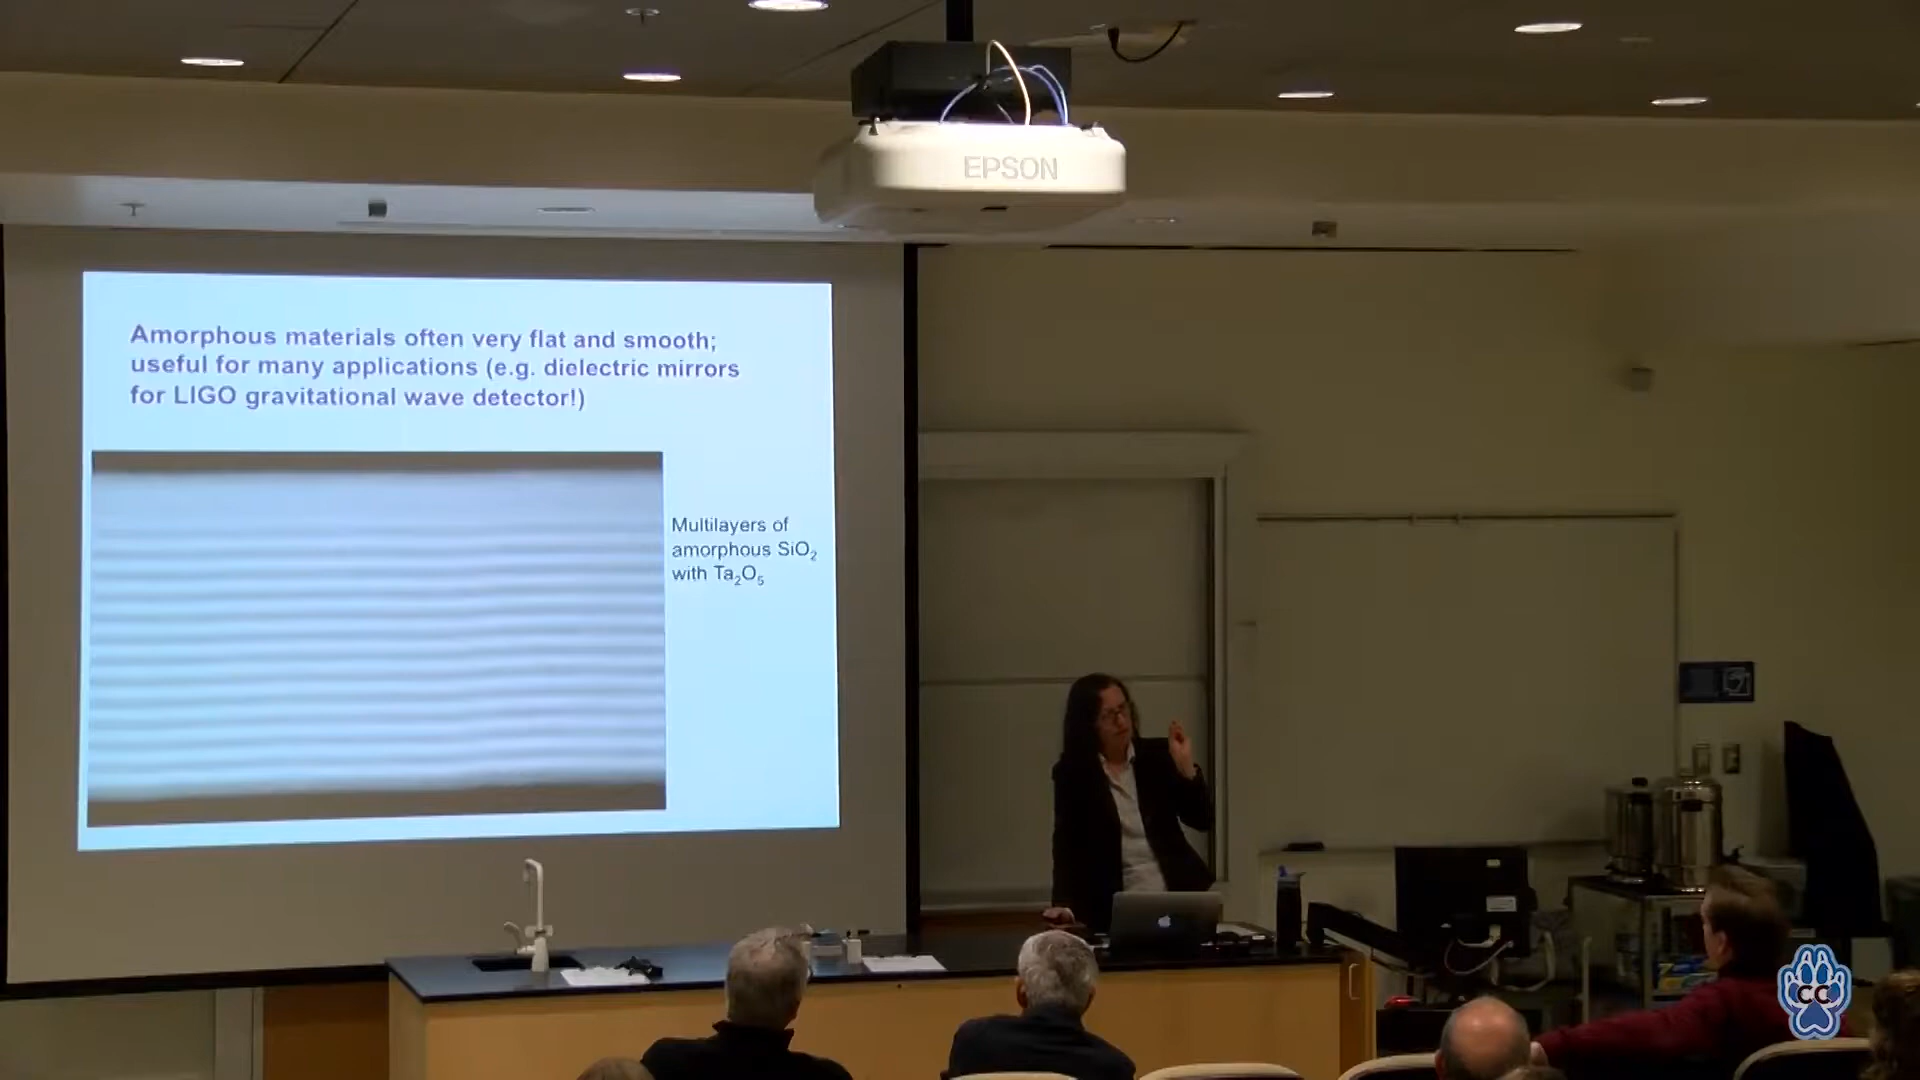 EPSON
Amorphous materials often very flat and smooth;
useful for many applications (e.g. dielectric mirrors
for LIGO gravitational wave detector!)
Multilayers of
amorphous SiO₂
with Ta₂O₅
CC